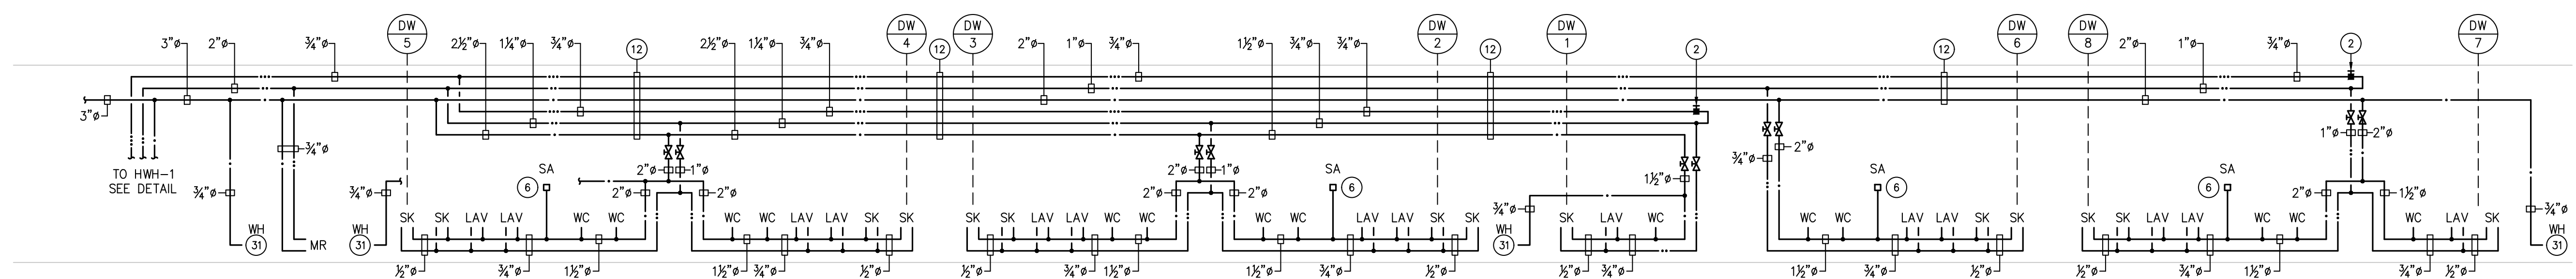 DW 5
DW 4
DW 3
DW 2
DW 1
DW 6
DW 8
DW 7
3"ø 2"ø ¾"ø 2½"ø 1¼"ø ¾"ø 12 2½"ø 1¼"ø ¾"ø 12 2"ø 1"ø ¾"ø 1½"ø ¾"ø ¾"ø 12 2 12 2"ø 1"ø ¾"ø 2
3"ø
¾"ø
1"ø 2"ø
2"ø
¾"ø
2"ø 1"ø
2"ø 1"ø
1½"ø
TO HWH-1
SEE DETAIL
SA
SA
SA
SA
6
6
6
6
¾"ø
¾"ø
2"ø
2"ø
2"ø
2"ø
2"ø
1½"ø
¾"ø
¾"ø
WH
31
MR
WH
31
SK SK LAV LAV WC WC
WC WC LAV LAV SK SK
SK SK LAV LAV WC WC
WC WC LAV LAV SK SK
WH
31
SK LAV WC
WC WC LAV LAV SK SK
SK SK LAV LAV WC WC
WC LAV SK
WH
31
½"ø ¾"ø 1½"ø 1½"ø ¾"ø ½"ø ½"ø ¾"ø 1½"ø 1½"ø ¾"ø ½"ø ½"ø ¾"ø 1½"ø ¾"ø ½"ø ½"ø ¾"ø 1½"ø ¾"ø ½"ø